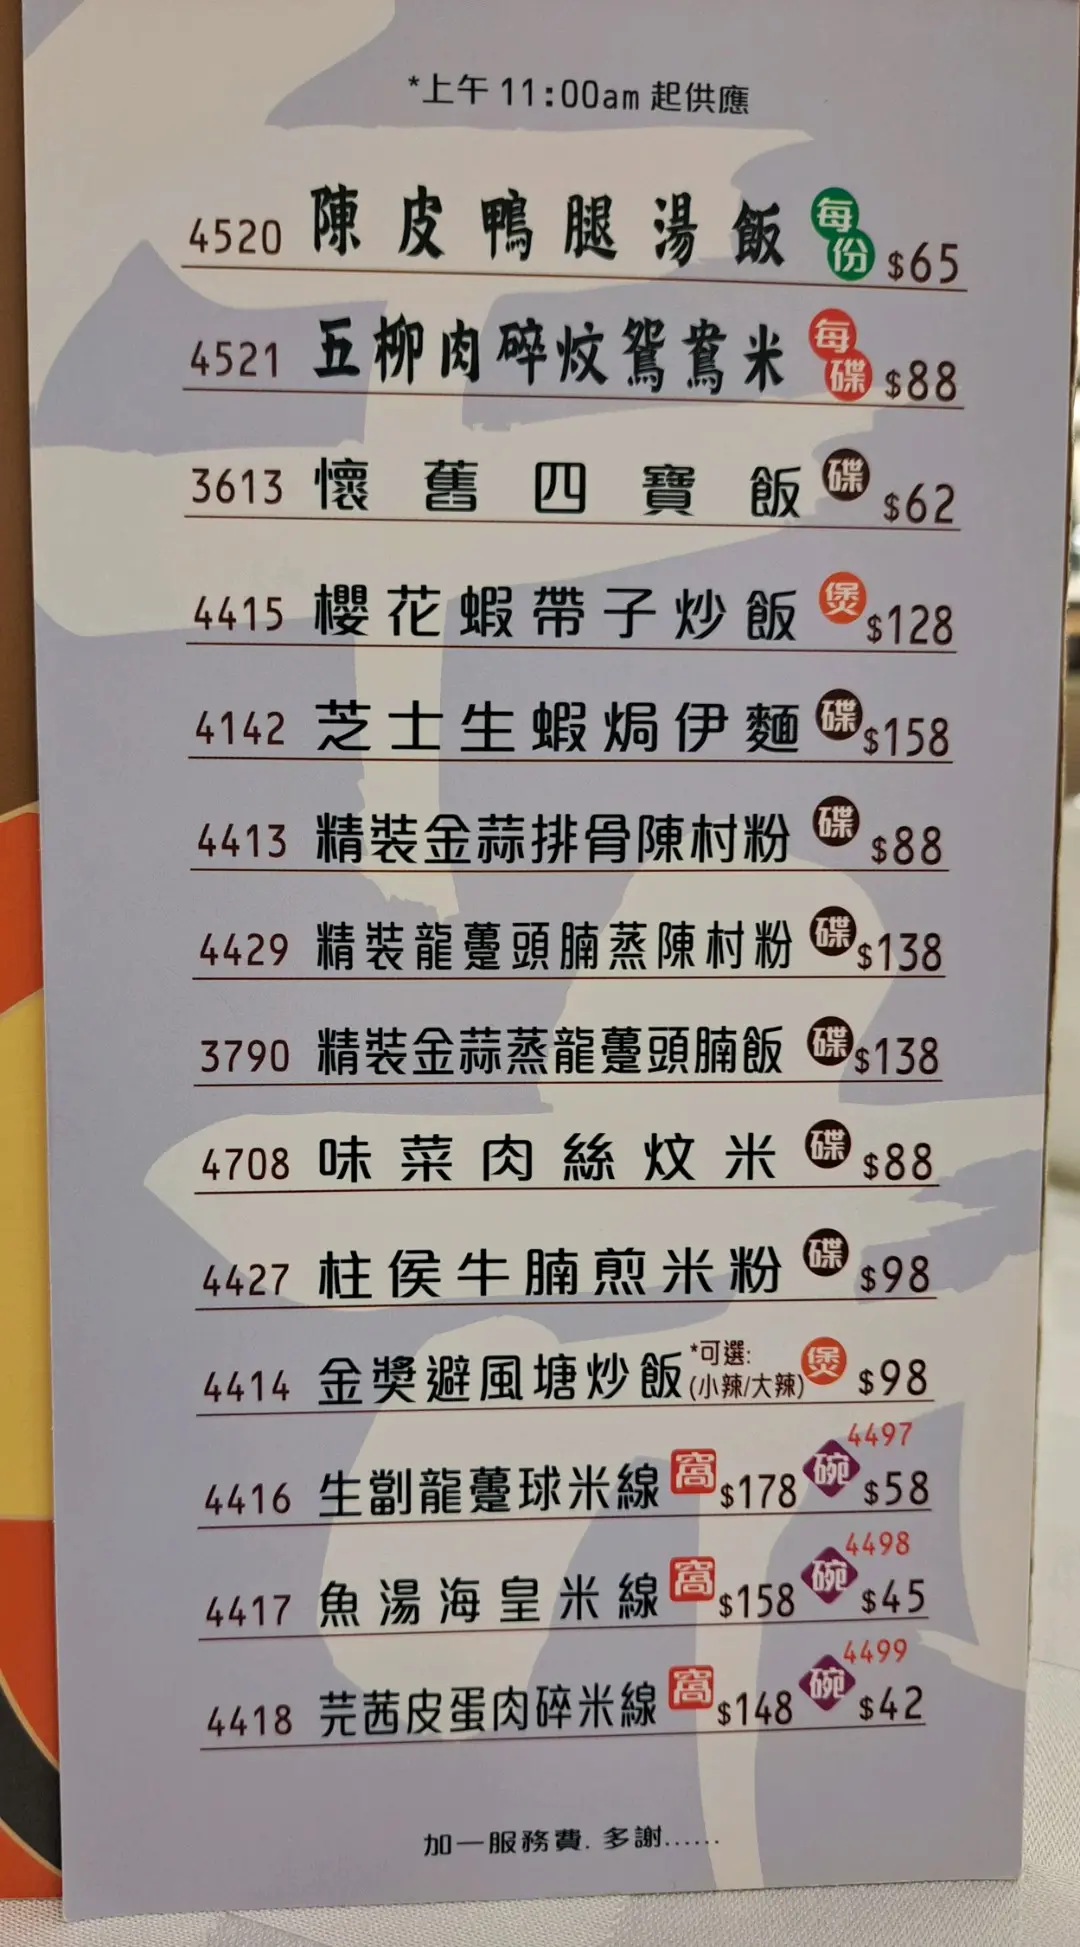 *上午 11:00am 起供應
4520 陳皮鴨腿湯飯 每份 $65
4521 五柳肉碎炆鴛鴦米 每碟 $88
3613 懷舊四寶飯 碟 $62
4415 櫻花蝦帶子炒飯 煲 $128
4142 芝士生蝦焗伊麵 碟 $158
4413 精裝金蒜排骨陳村粉 碟 $88
4429 精裝龍躉頭腩蒸陳村粉 碟 $138
3790 精裝金蒜蒸龍躉頭腩飯 碟 $138
4708 味菜肉絲炆米 碟 $88
4427 柱侯牛腩煎米粉 碟 $98
4414 金獎避風塘炒飯 *可選: (小辣/大辣) 煲 $98
4416 生劏龍躉球米線 窩 $178 碗 4497 $58
4417 魚湯海皇米線 窩 $158 碗 4498 $45
4418 芫茜皮蛋肉碎米線 窩 $148 碗 4499 $42
加一服務費. 多謝......